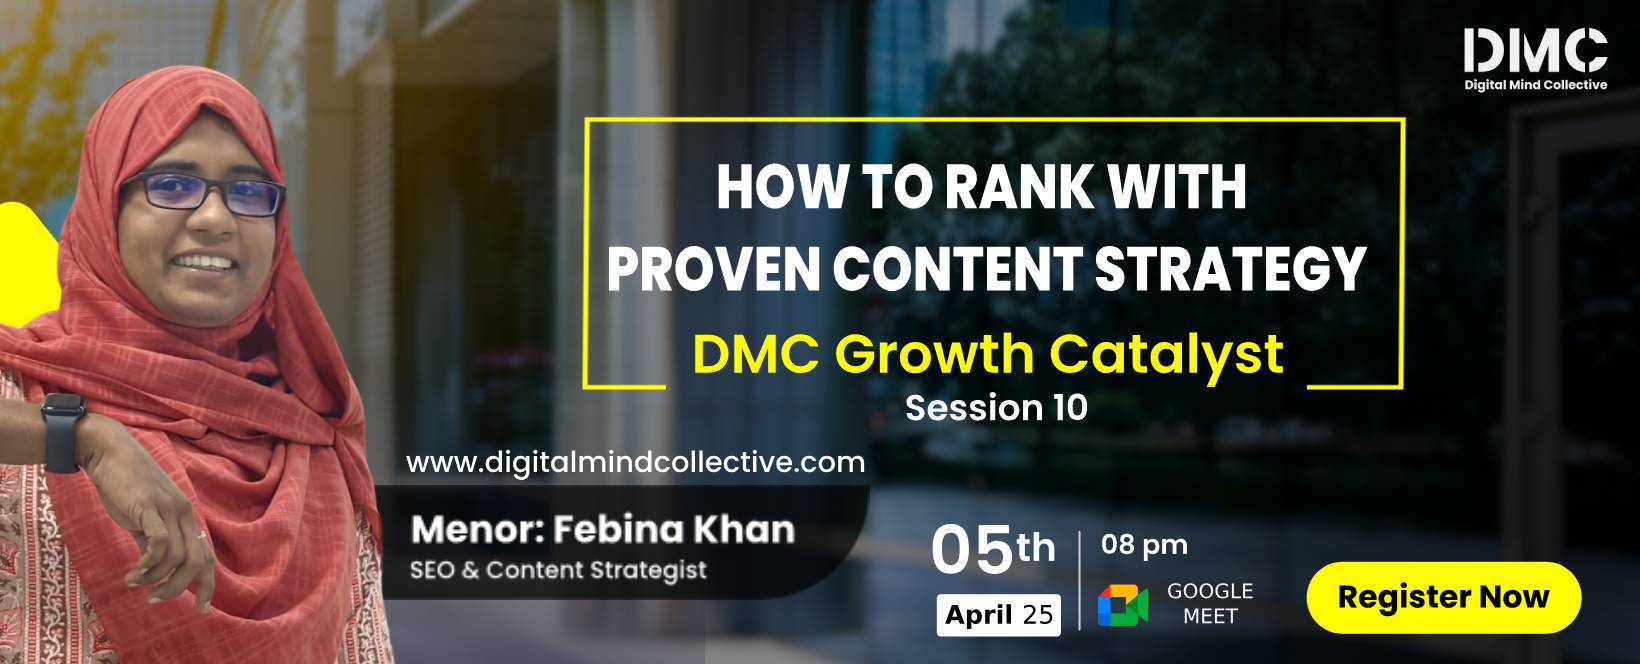 DMC
Digital Mind Collective
HOW TO RANK WITH
PROVEN CONTENT STRATEGY
DMC Growth Catalyst
Session 10
www.digitalmindcollective.com
Menor: Febina Khan
SEO & Content Strategist
05th
April 25
08 pm
GOOGLE
MEET
Register Now